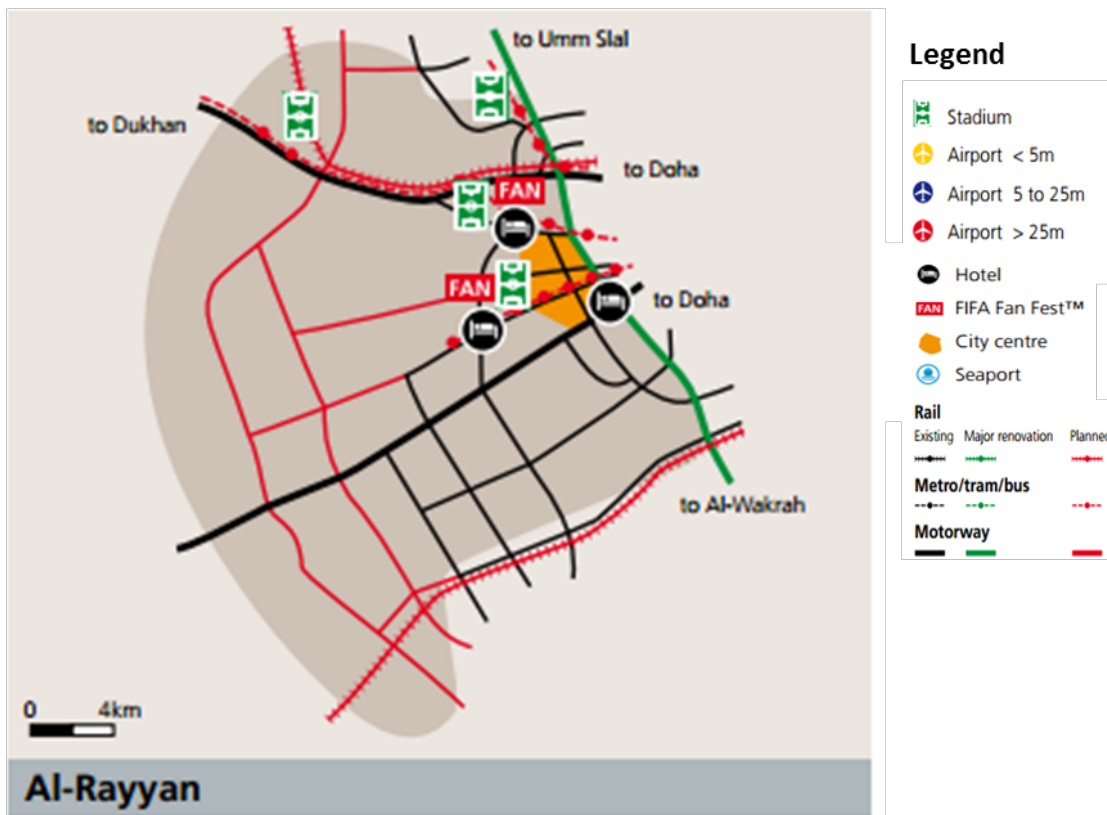 to Umm Slal
to Dukhan
to Doha
FAN
FAN
to Doha
to Al-Wakrah
0 4km
Al-Rayyan
Legend
Stadium
Airport < 5m
Airport 5 to 25m
Airport > 25m
Hotel
FAN FIFA Fan Fest™
City centre
Seaport
Rail
Existing Major renovation Planned
Metro/tram/bus
Motorway